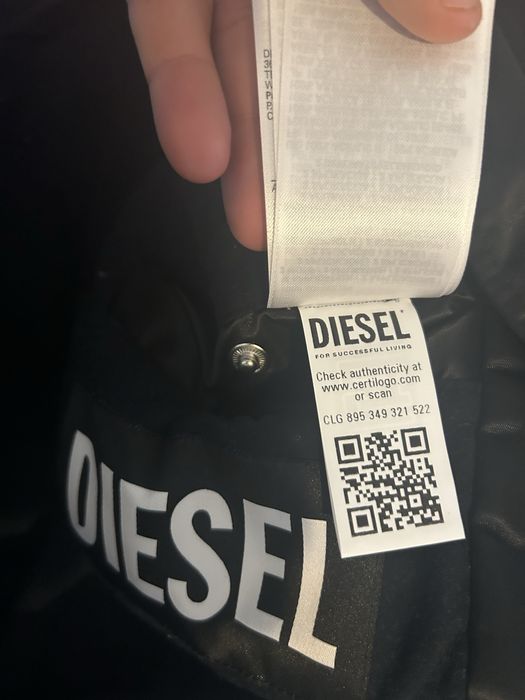 DIESEL
FOR SUCCESSFUL LIVING
Check authenticity at
www.certilogo.com
or scan
CLG 895 349 321 522
DIESEL